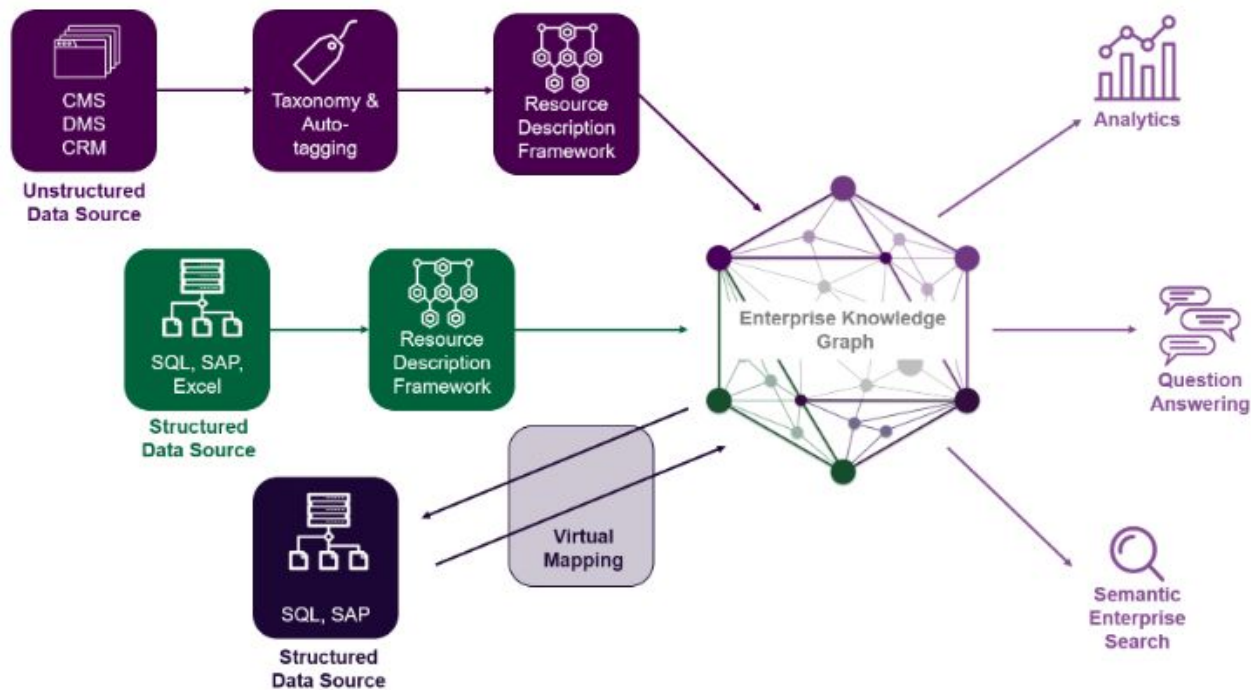 CMS
DMS
CRM
Unstructured
Data Source
Taxonomy &
Auto-
tagging
Resource
Description
Framework
SQL, SAP,
Excel
Structured
Data Source
Resource
Description
Framework
SQL, SAP
Structured
Data Source
Virtual
Mapping
Enterprise Knowledge
Graph
Analytics
Question
Answering
Semantic
Enterprise
Search